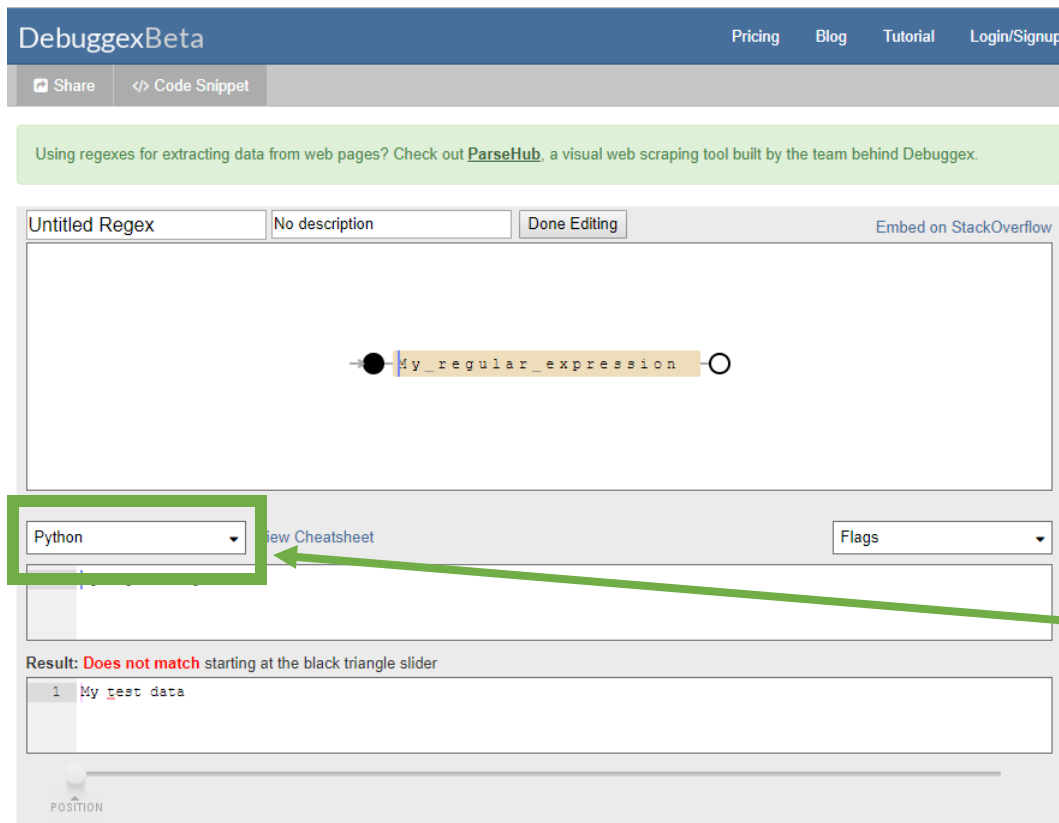 DebuggexBeta Pricing Blog Tutorial Login/Signup
Share </> Code Snippet
Using regexes for extracting data from web pages? Check out ParseHub, a visual web scraping tool built by the team behind Debuggex.
Untitled Regex No description Done Editing Embed on StackOverflow
My_regular_expression
Python iew Cheatsheet Flags
Result: Does not match starting at the black triangle slider
1 My test data
POSITION